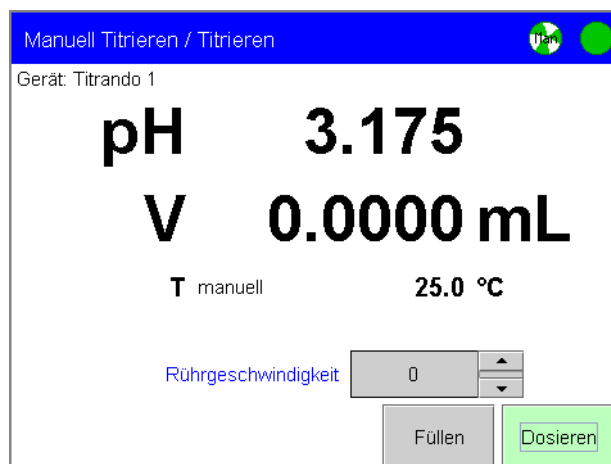 Manuell Titrieren / Titrieren Man
Gerät: Titrando 1
pH 3.175
V 0.0000 mL
T manuell 25.0 °C
Rührgeschwindigkeit 0
Füllen Dosieren